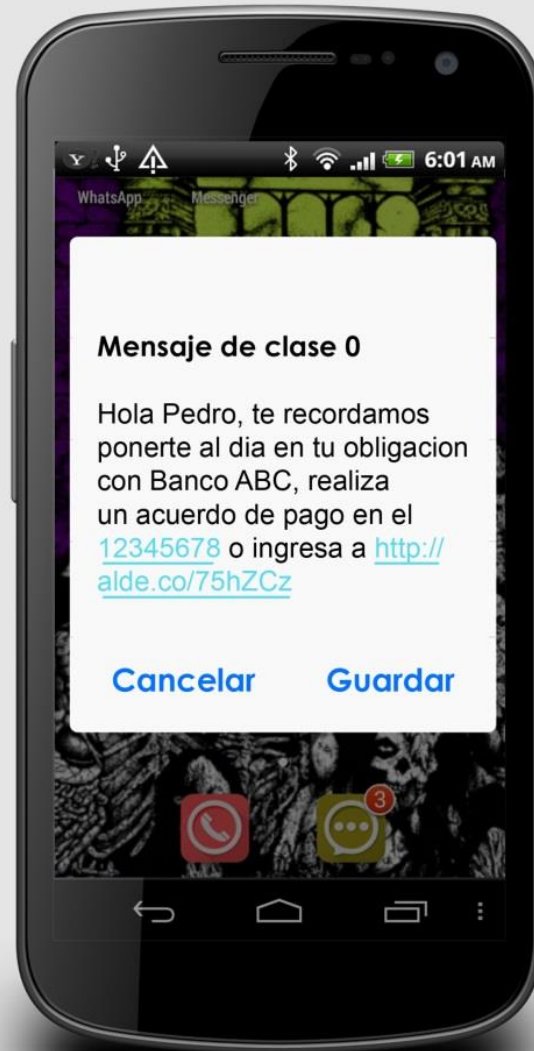 6:01 AM
WhatsApp Messenger
Mensaje de clase 0
Hola Pedro, te recordamos
ponerte al dia en tu obligacion
con Banco ABC, realiza
un acuerdo de pago en el
12345678 o ingresa a http://
alde.co/75hZCz
Cancelar Guardar
3